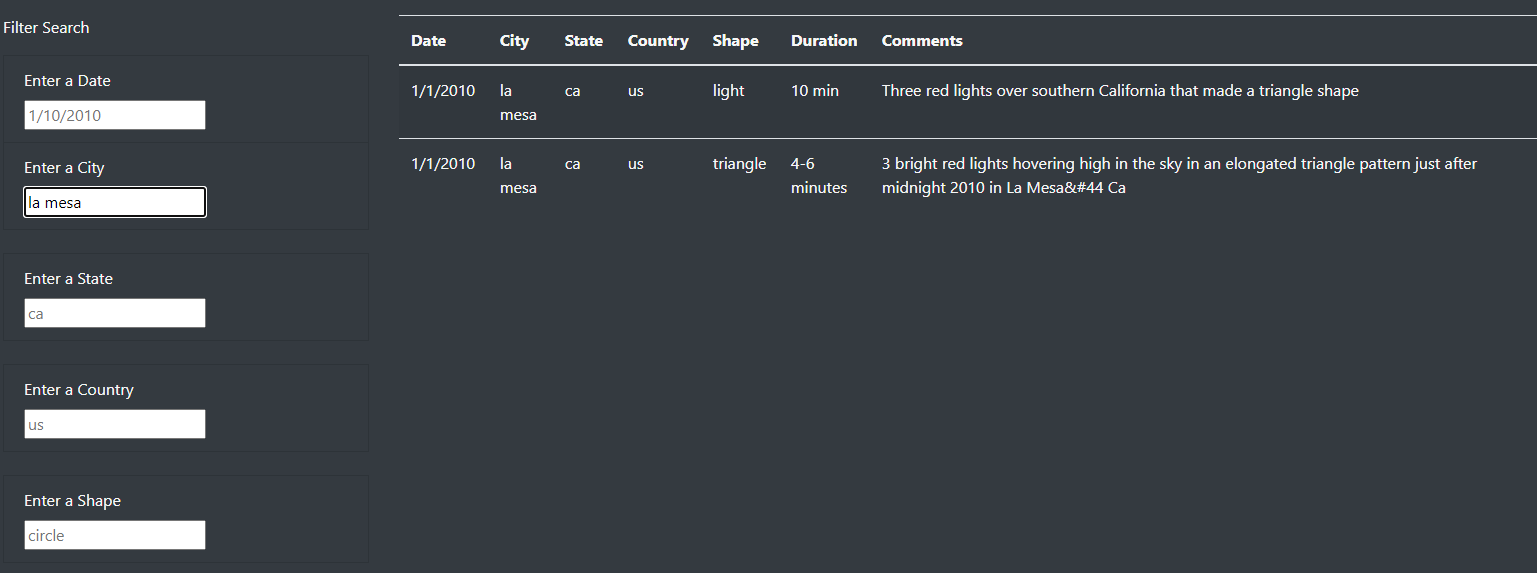 Filter Search
Enter a Date
1/10/2010
Enter a City
la mesa
Enter a State
ca
Enter a Country
us
Enter a Shape
circle
Date City State Country Shape Duration Comments
1/1/2010 la ca us light 10 min Three red lights over southern California that made a triangle shape
mesa
1/1/2010 la ca us triangle 4-6 3 bright red lights hovering high in the sky in an elongated triangle pattern just after
mesa minutes midnight 2010 in La Mesa&#44 Ca